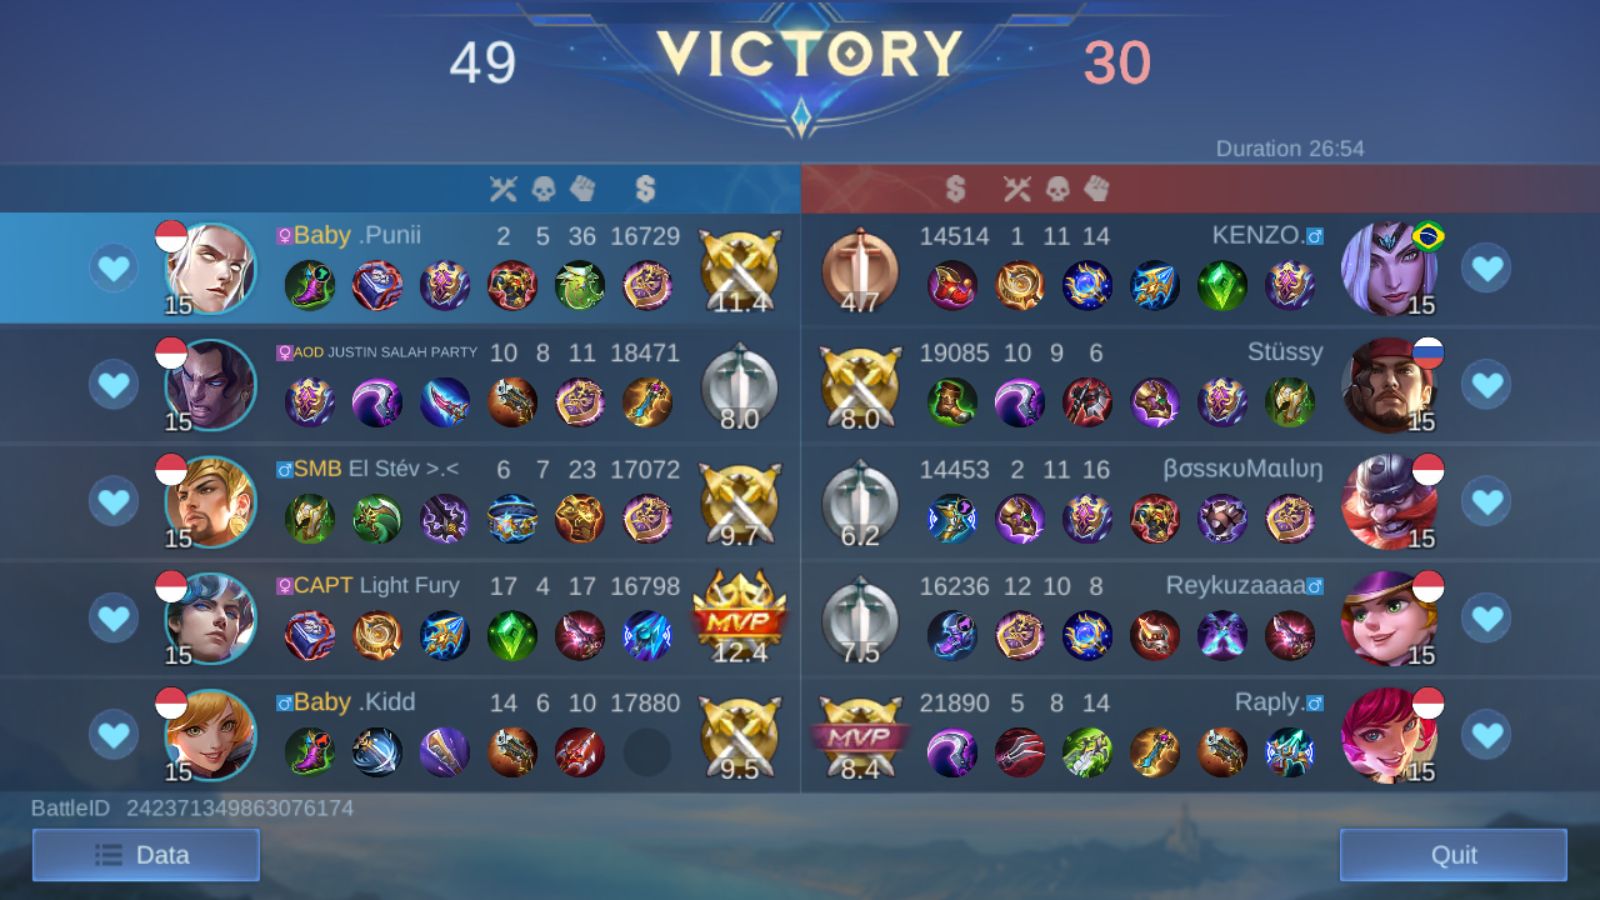 49 VICTORY 30
Duration 26:54
Baby .Punii 2 5 36 16729
15 11.4
14514 1 11 14 KENZO.
4.7 15
AOD JUSTIN SALAH PARTY 10 8 11 18471
15 8.0
19085 10 9 6 Stüssy
8.0 15
SMB El Stév >.< 6 7 23 17072
15 9.7
14453 2 11 16 βσssκυMαιlυη
6.2 15
CAPT Light Fury 17 4 17 16798
MVP
15 12.4
16236 12 10 8 Reykuzaaaa
7.5 15
Baby .Kidd 14 6 10 17880
15 9.5
21890 5 8 14 Raply.
MVP
8.4 15
BattleID 242371349863076174
Data
Quit